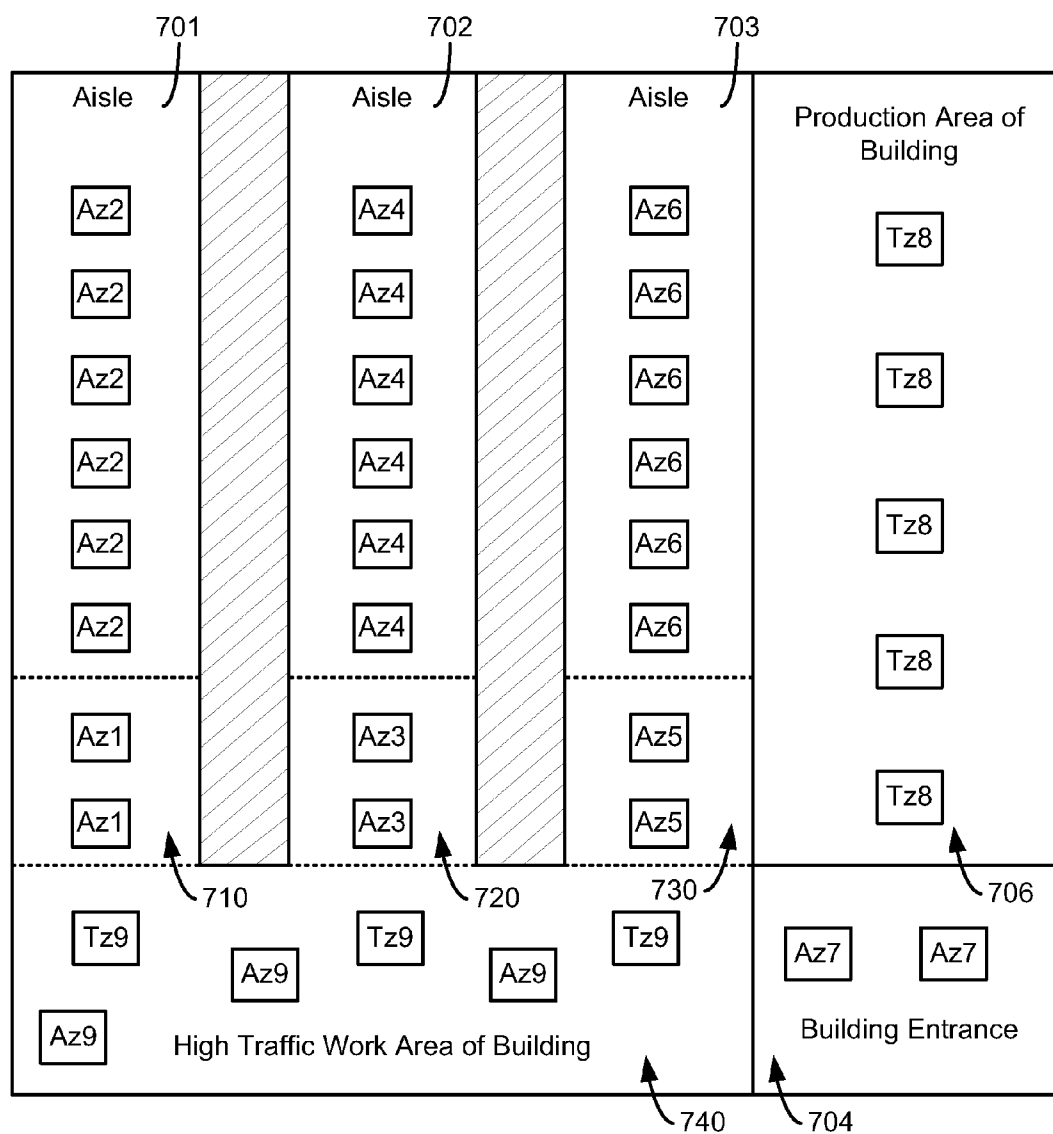 701
702
703
Aisle
Aisle
Aisle
Production Area of
Building
Az2
Az4
Az6
Tz8
Az2
Az4
Az6
Az2
Az4
Az6
Tz8
Az2
Az4
Az6
Az2
Az4
Az6
Tz8
Az2
Az4
Az6
Tz8
Az1
Az3
Az5
Az1
Az3
Az5
Tz8
710
720
730
706
Tz9
Tz9
Tz9
Az9
Az9
Az7
Az7
Az9
High Traffic Work Area of Building
Building Entrance
740
704